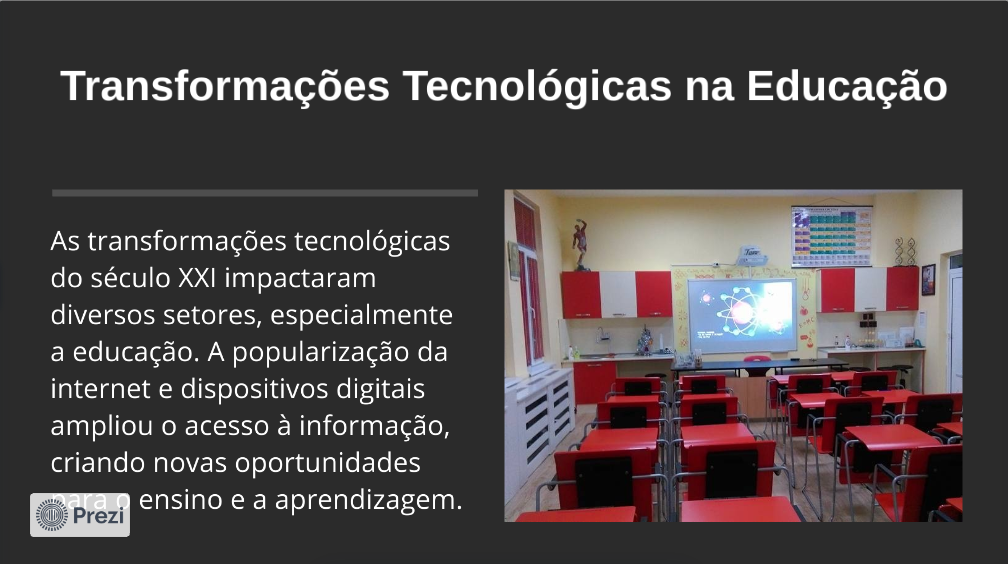 Transformações Tecnológicas na Educação
As transformações tecnológicas
do século XXI impactaram
diversos setores, especialmente
a educação. A popularização da
internet e dispositivos digitais
ampliou o acesso à informação,
criando novas oportunidades
para o ensino e a aprendizagem.
Prezi